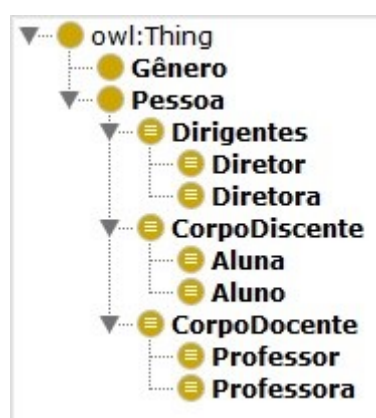 owl:Thing
Gênero
Pessoa
Dirigentes
Diretor
Diretora
CorpoDiscente
Aluna
Aluno
CorpoDocente
Professor
Professora